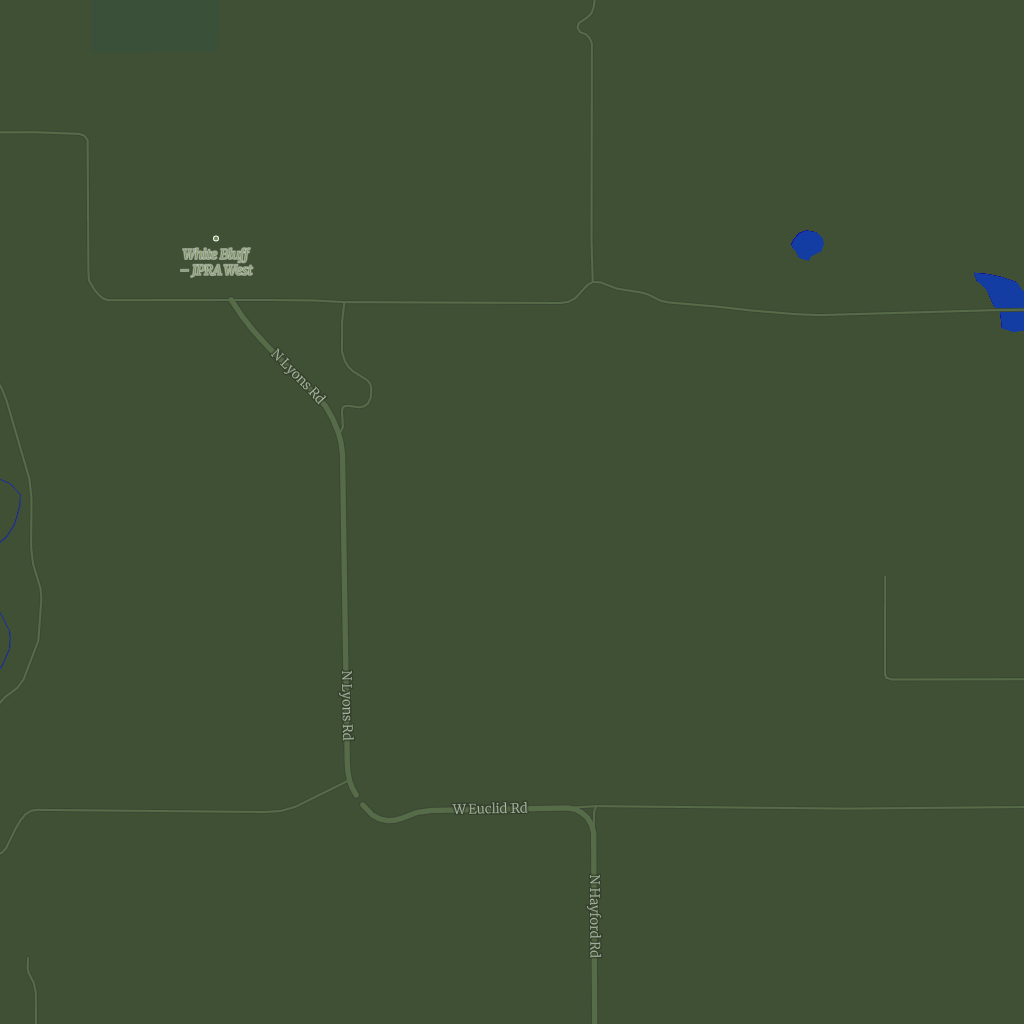 White Bluff
– JPRA West
N Lyons Rd
N Lyons Rd
W Euclid Rd
N Hayford Rd